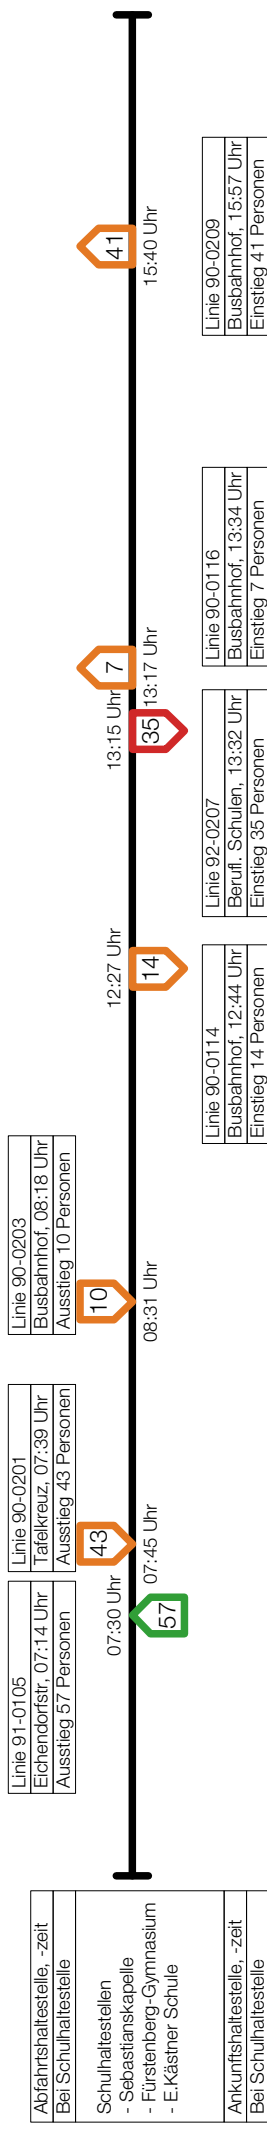 Abfahrtshaltestelle, -zeit
Bei Schulhaltestelle
Schulhaltestellen
- Sebastianskapelle
- Fürstenberg-Gymnasium
- E.Kästner Schule
Ankunftshaltestelle, -zeit
Bei Schulhaltestelle
Linie 91-0105
Eichendorfstr, 07:14 Uhr
Ausstieg 57 Personen
Linie 90-0201
Tafelkreuz, 07:39 Uhr
Ausstieg 43 Personen
Linie 90-0203
Busbahnhof, 08:18 Uhr
Ausstieg 10 Personen
07:30 Uhr
57
43
07:45 Uhr
10
08:31 Uhr
12:27 Uhr
14
13:15 Uhr
35
7
13:17 Uhr
41
15:40 Uhr
Linie 90-0114
Busbahnhof, 12:44 Uhr
Einstieg 14 Personen
Linie 92-0207
Berufl. Schulen, 13:32 Uhr
Einstieg 35 Personen
Linie 90-0116
Busbahnhof, 13:34 Uhr
Einstieg 7 Personen
Linie 90-0209
Busbahnhof, 15:57 Uhr
Einstieg 41 Personen